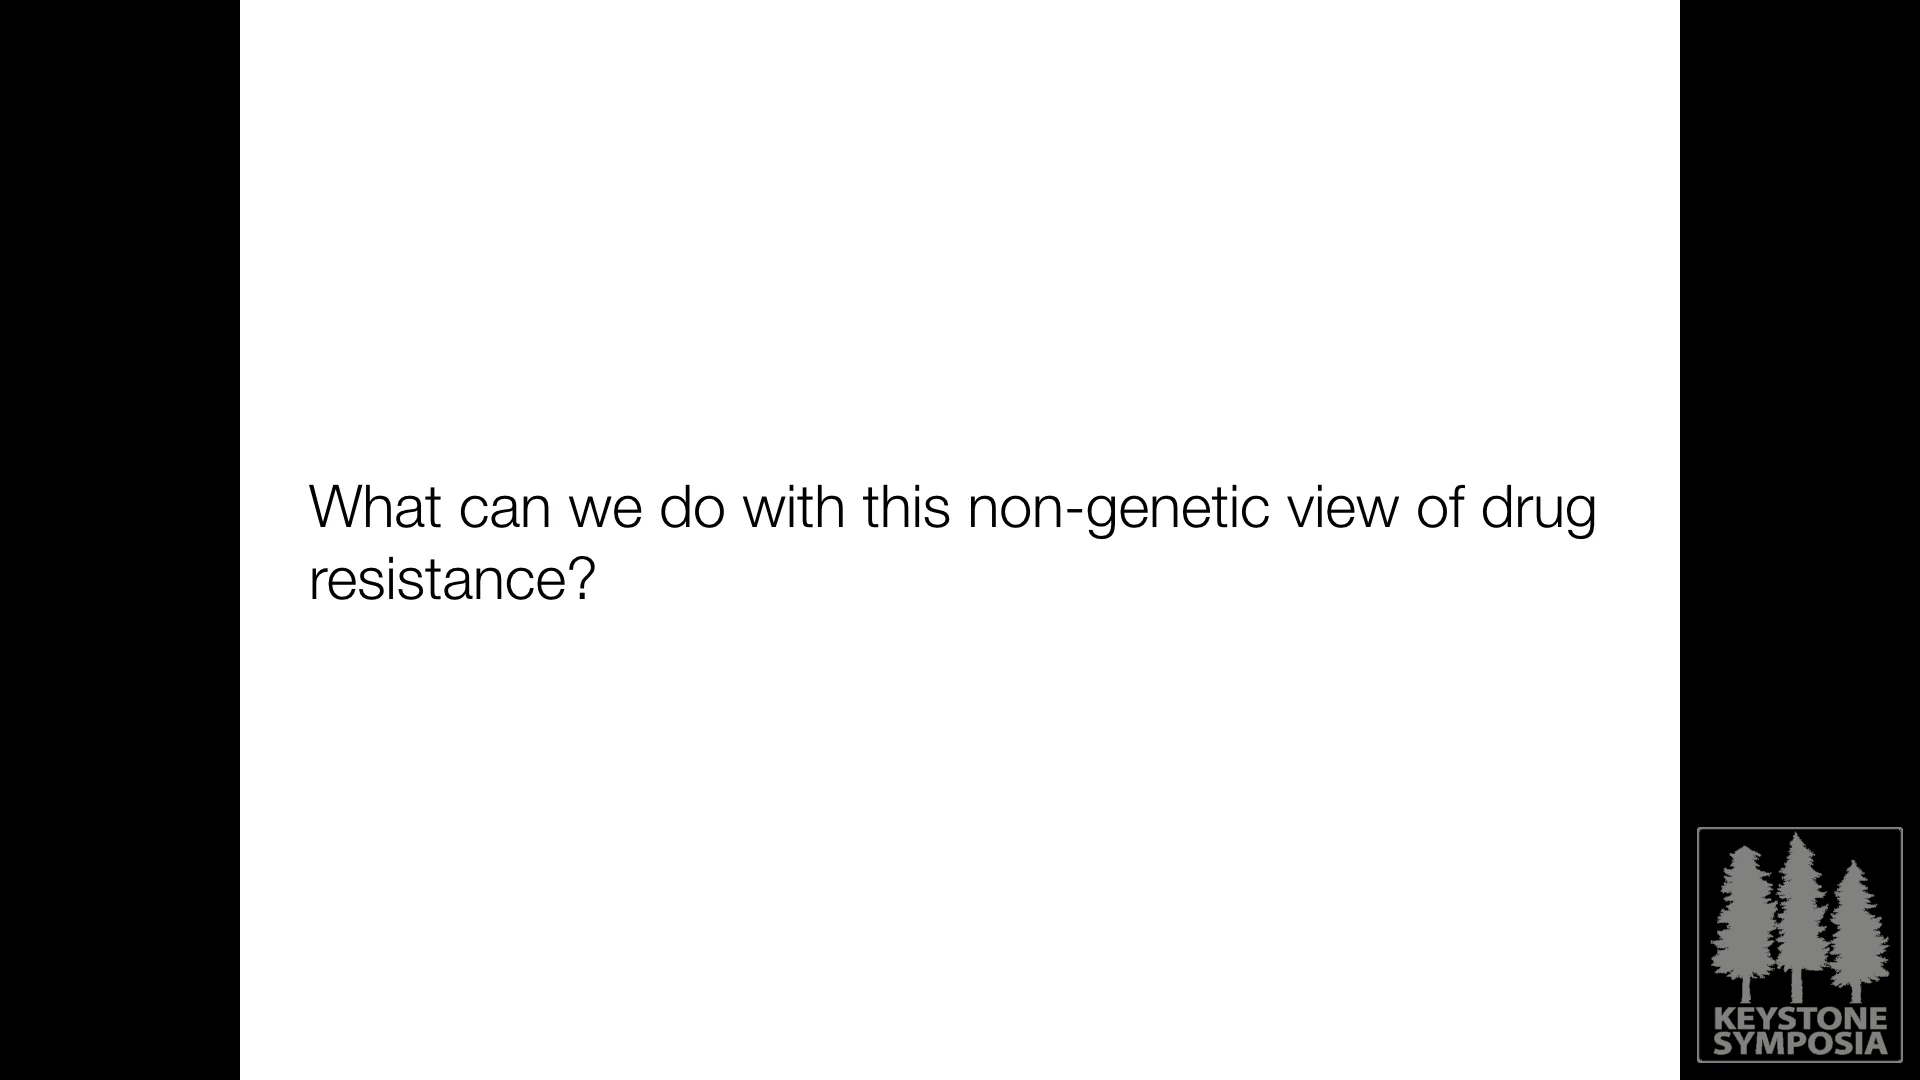 What can we do with this non-genetic view of drug
resistance?
KEYSTONE
SYMPOSIA